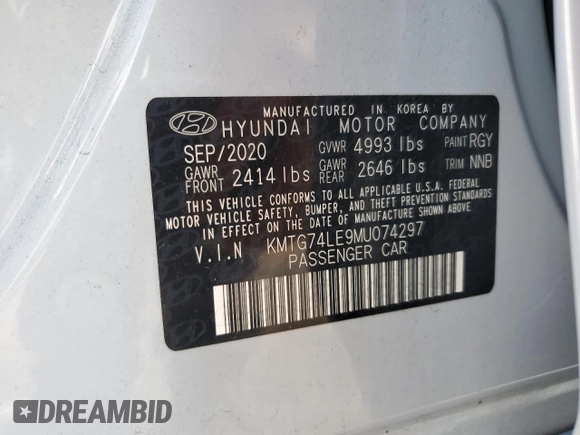 MANUFACTURED IN KOREA BY
HYUNDAI MOTOR COMPANY
SEP/2020 GVWR 4993 lbs PAINT RGY
GAWR FRONT 2414 lbs GAWR REAR 2646 lbs TRIM NNB
THIS VEHICLE CONFORMS TO ALL APPLICABLE U.S.A. FEDERAL
MOTOR VEHICLE SAFETY, BUMPER, AND THEFT PREVENTION STANDARDS
IN EFFECT ON THE DATE OF MANUFACTURE SHOWN ABOVE.
V.I.N KMTG74LE9MU074297
PASSENGER CAR
DREAMBID